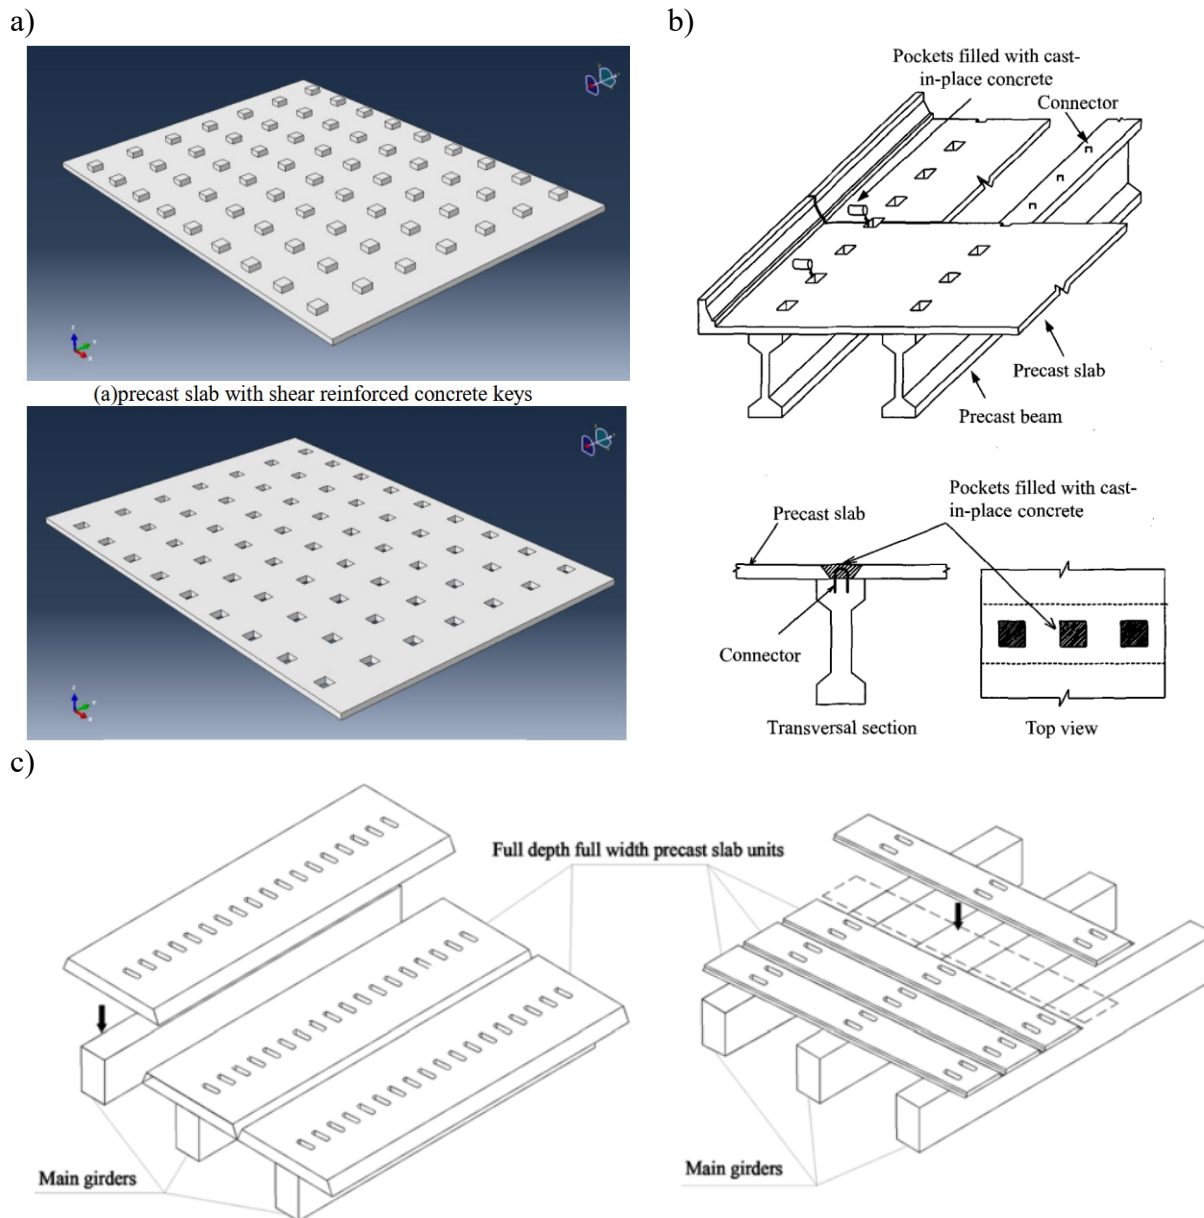 a)
(a)precast slab with shear reinforced concrete keys
b)
Pockets filled with cast-
in-place concrete
Connector
Precast slab
Precast beam
Pockets filled with cast-
in-place concrete
Precast slab
Connector
Transversal section
Top view
c)
Full depth full width precast slab units
Main girders
Main girders